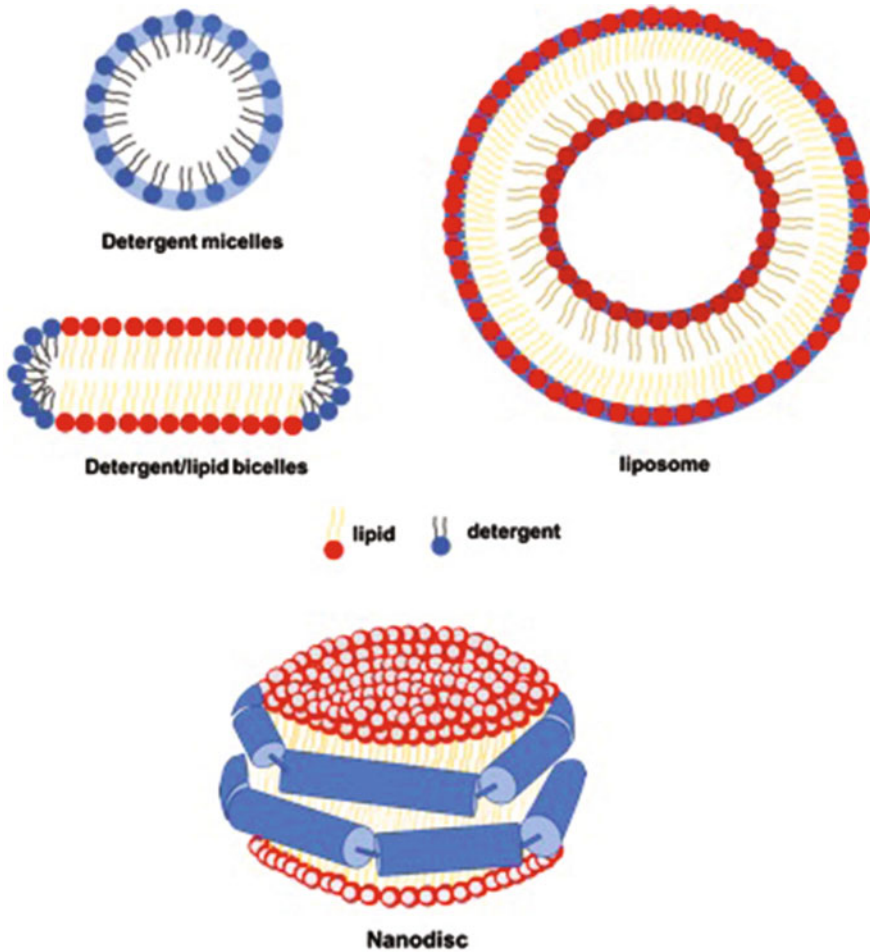 Detergent micelles
Detergent/lipid bicelles
liposome
lipid
detergent
Nanodisc